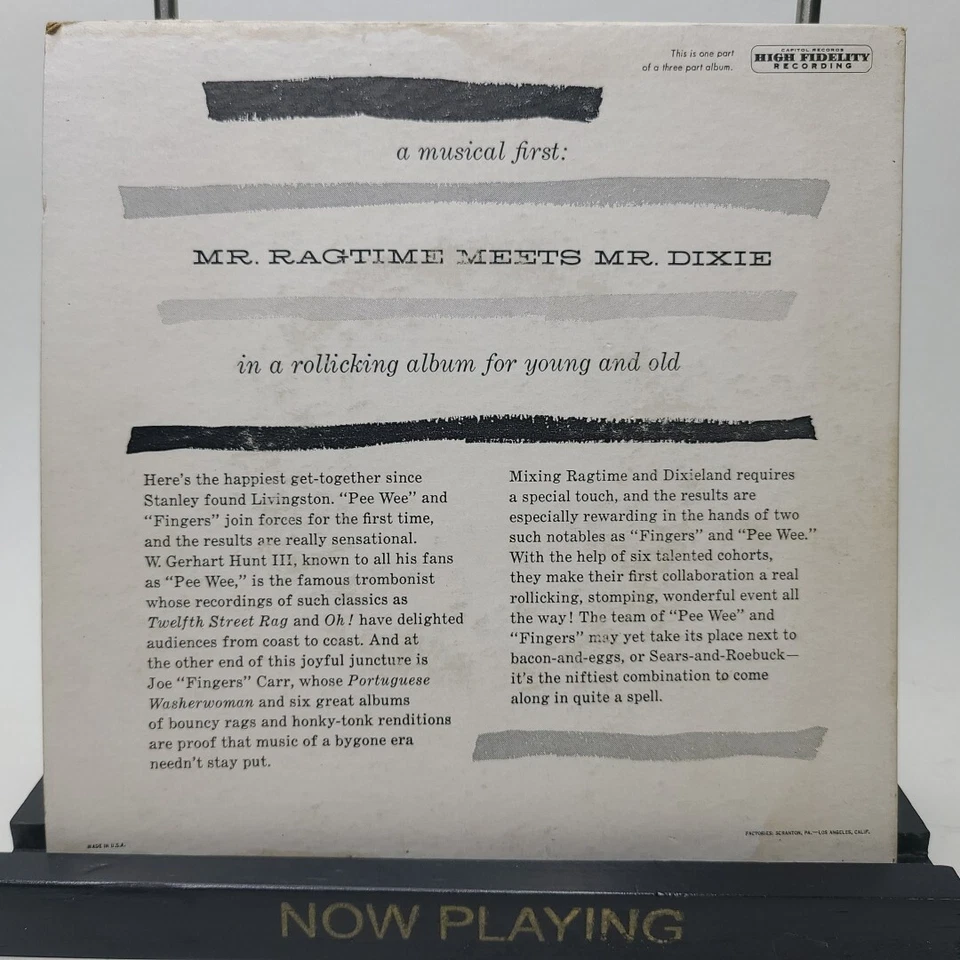 This is one part
of a three part album.
CAPITOL RECORDS
HIGH FIDELITY
RECORDING
a musical first:
MR. RAGTIME MEETS MR. DIXIE
in a rollicking album for young and old
Here's the happiest get-together since
Stanley found Livingston. “Pee Wee” and
“Fingers” join forces for the first time,
and the results are really sensational.
W. Gerhart Hunt III, known to all his fans
as “Pee Wee,” is the famous trombonist
whose recordings of such classics as
Twelfth Street Rag and Oh! have delighted
audiences from coast to coast. And at
the other end of this joyful juncture is
Joe “Fingers” Carr, whose Portuguese
Washerwoman and six great albums
of bouncy rags and honky-tonk renditions
are proof that music of a bygone era
needn't stay put.
Mixing Ragtime and Dixieland requires
a special touch, and the results are
especially rewarding in the hands of two
such notables as “Fingers” and “Pee Wee.”
With the help of six talented cohorts,
they make their first collaboration a real
rollicking, stomping, wonderful event all
the way! The team of “Pee Wee” and
“Fingers” may yet take its place next to
bacon-and-eggs, or Sears-and-Roebuck—
it's the niftiest combination to come
along in quite a spell.
MADE IN U.S.A.
FACTORIES: SCRANTON, PA.—LOS ANGELES, CALIF.
NOW PLAYING